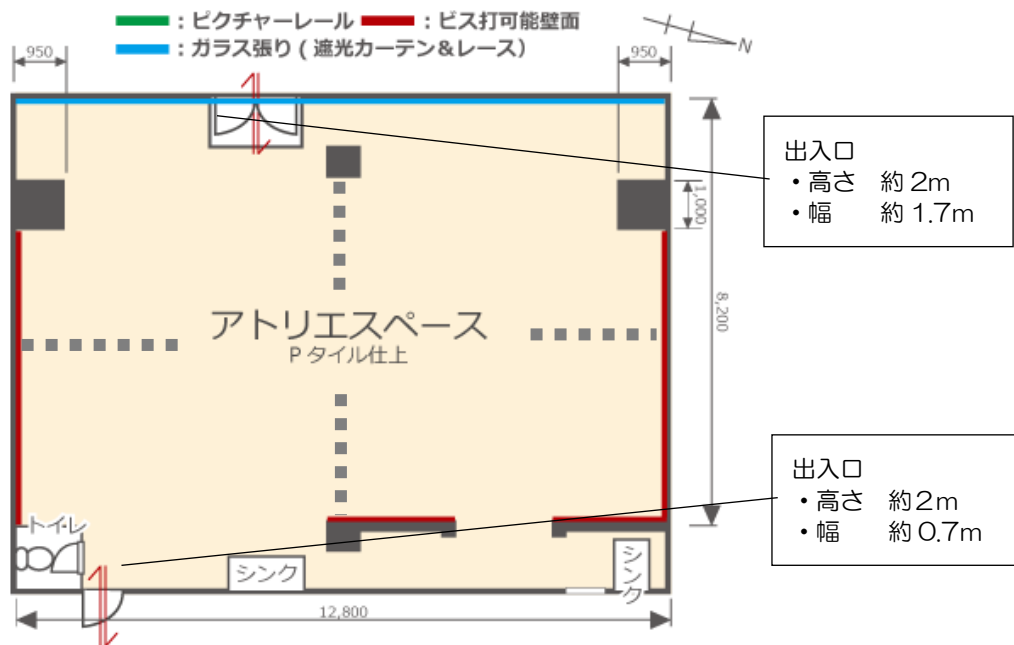 ：ピクチャーレール ：ビス打可能壁面
：ガラス張り ( 遮光カーテン＆レース）
N
950
950
出入口
・高さ　約 2m
・幅　　約 1.7m
1,000
8,200
アトリエスペース
P タイル仕上
出入口
・高さ　約2m
・幅　　約0.7m
トイレ
シンク
シンク
12,800